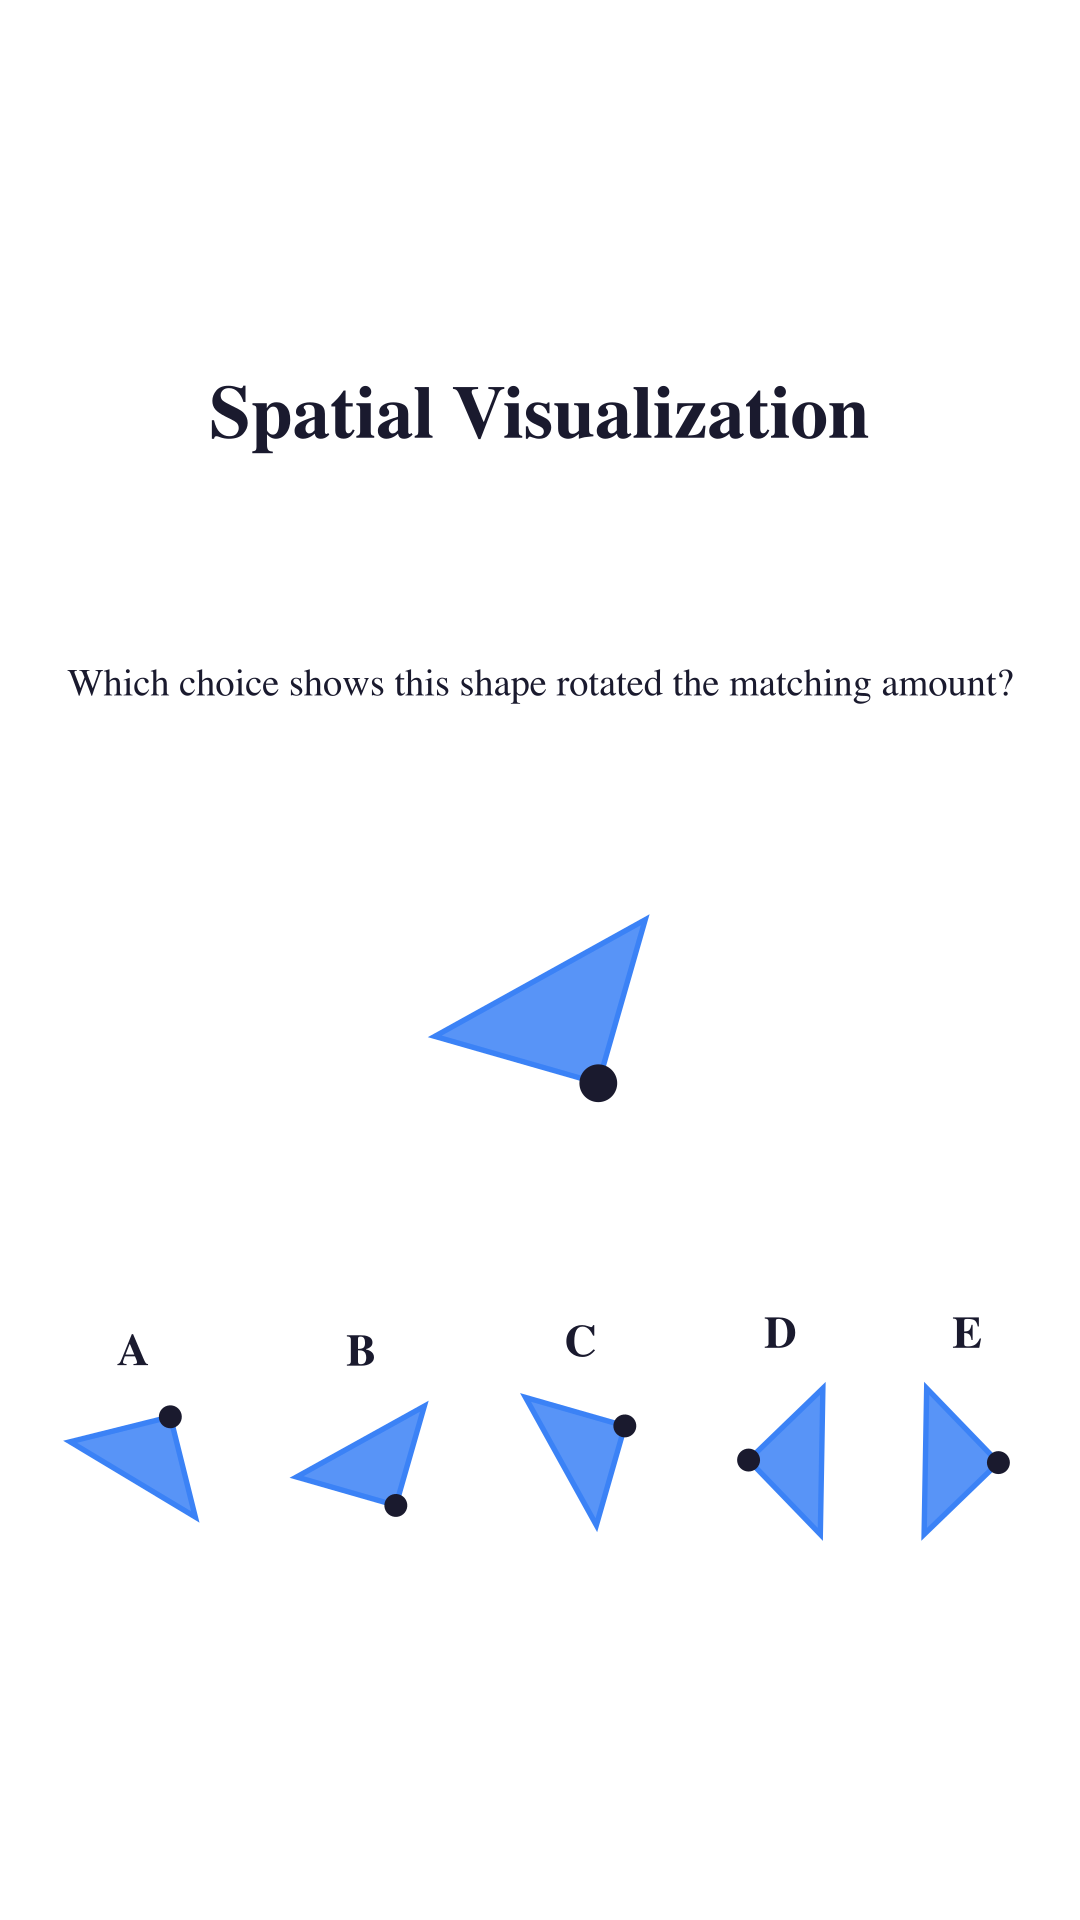 Spatial Visualization
Which choice shows this shape rotated the matching amount?
A B C D E